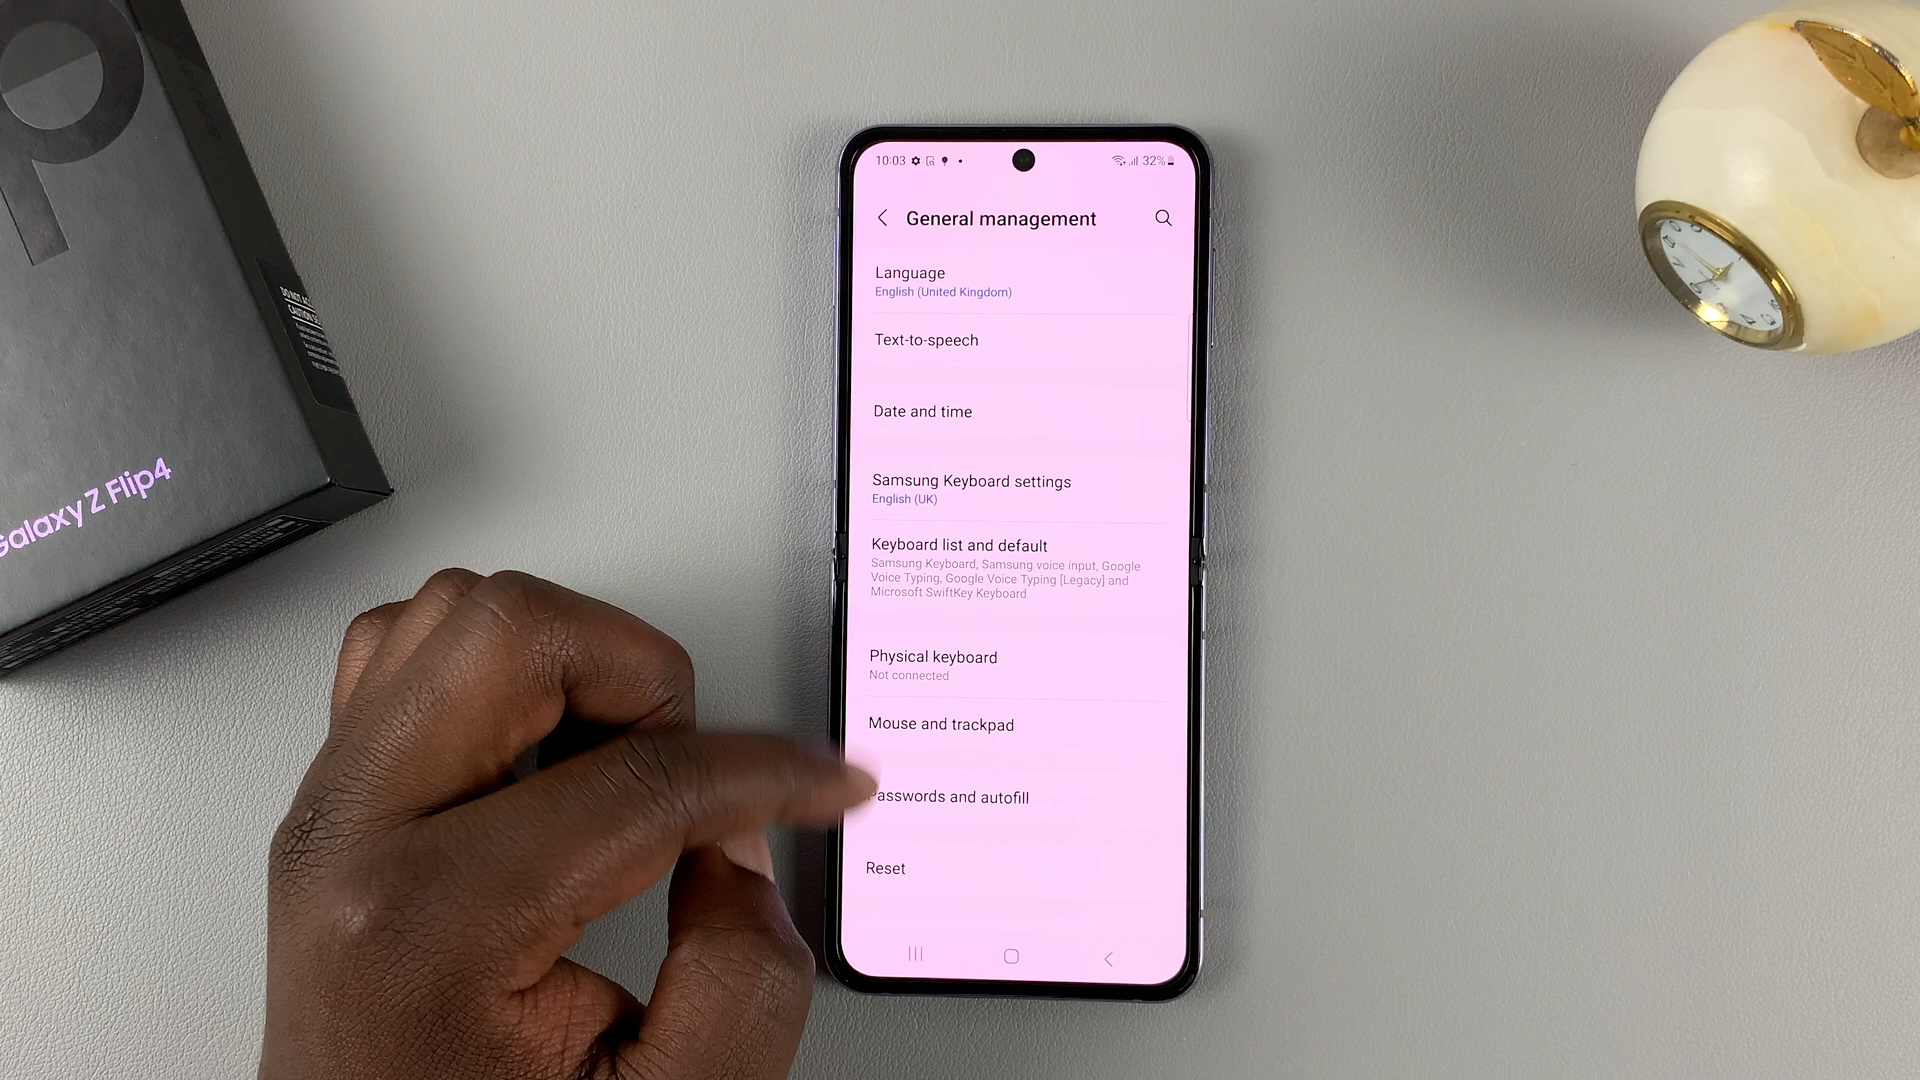 Galaxy Z Flip4
10:03
32%
General management
Language
English (United Kingdom)
Text-to-speech
Date and time
Samsung Keyboard settings
English (UK)
Keyboard list and default
Samsung Keyboard, Samsung voice input, Google
Voice Typing, Google Voice Typing [Legacy] and
Microsoft SwiftKey Keyboard
Physical keyboard
Not connected
Mouse and trackpad
Passwords and autofill
Reset